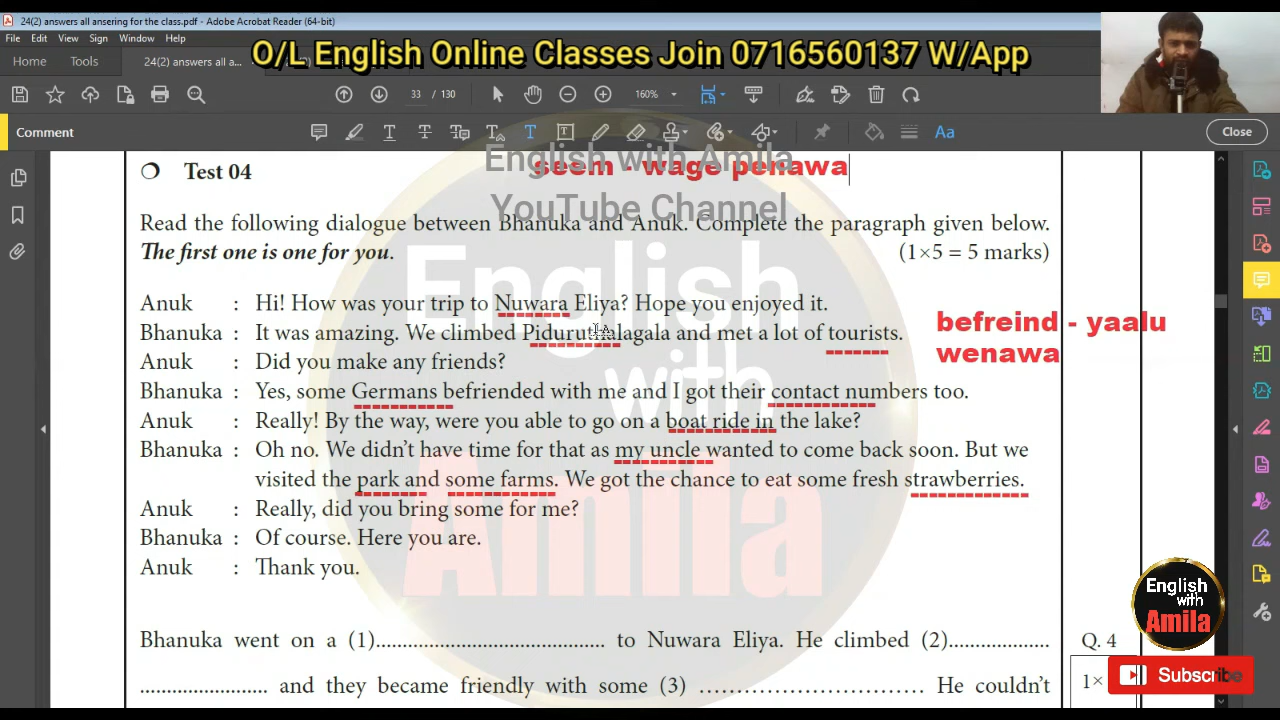 24(2) answers all ansering for the class.pdf - Adobe Acrobat Reader (64-bit)
File Edit View Sign Window Help
O/L English Online Classes Join 0716560137 W/App
Home Tools 24(2) answers all a...
33 / 130 160%
Comment
Close
Test 04
seem - wage penawa
English with Amila
YouTube Channel
Read the following dialogue between Bhanuka and Anuk. Complete the paragraph given below.
The first one is one for you. (1×5 = 5 marks)
Anuk : Hi! How was your trip to Nuwara Eliya? Hope you enjoyed it.
Bhanuka : It was amazing. We climbed Piduruthalagala and met a lot of tourists.
befreind - yaalu
wenawa
Anuk : Did you make any friends?
Bhanuka : Yes, some Germans befriended with me and I got their contact numbers too.
Anuk : Really! By the way, were you able to go on a boat ride in the lake?
Bhanuka : Oh no. We didn't have time for that as my uncle wanted to come back soon. But we
visited the park and some farms. We got the chance to eat some fresh strawberries.
Anuk : Really, did you bring some for me?
Bhanuka : Of course. Here you are.
Anuk : Thank you.
English
with
Amila
Bhanuka went on a (1)......................................... to Nuwara Eliya. He climbed (2)...................
Q. 4
........................ and they became friendly with some (3) .............................. He couldn't
1×
English
with
Amila
Subscribe